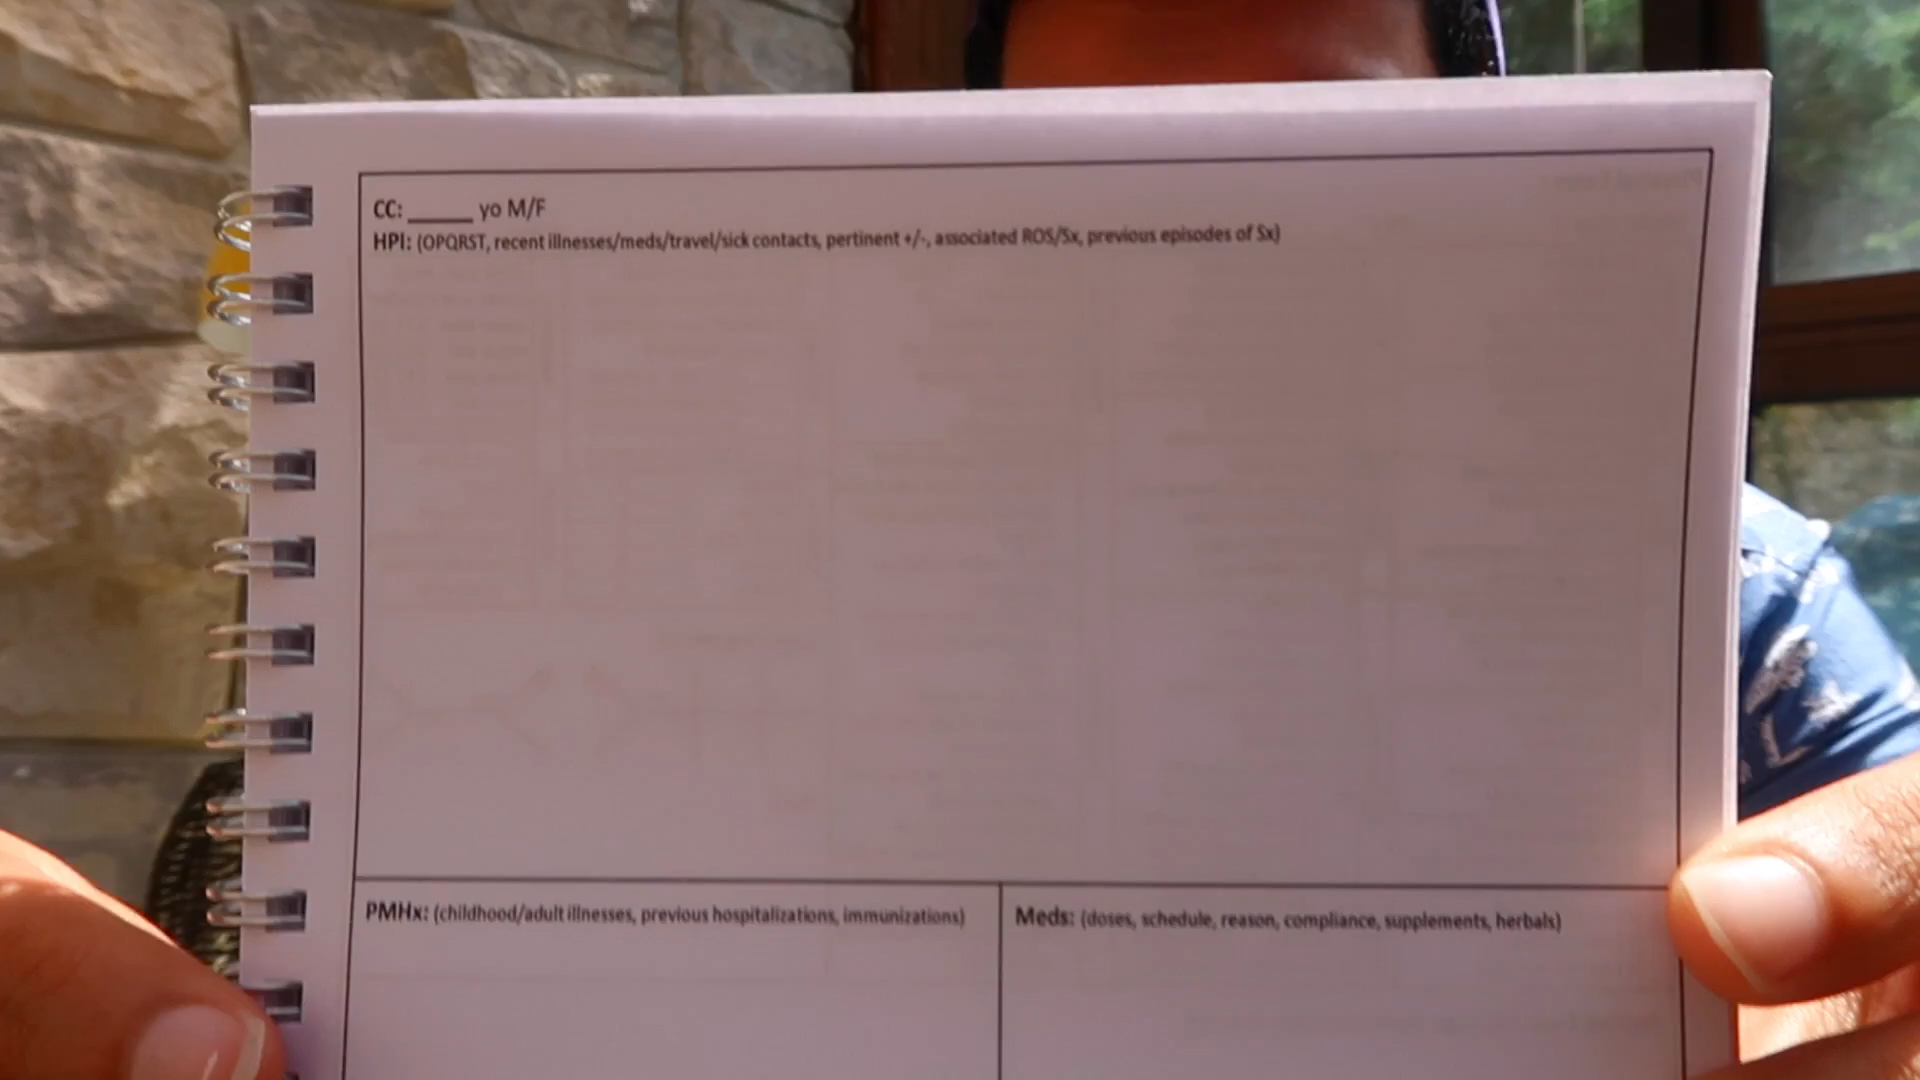 CC: ______ yo M/F
HPI: (OPQRST, recent illnesses/meds/travel/sick contacts, pertinent +/-, associated ROS/Sx, previous episodes of Sx)
PMHx: (childhood/adult illnesses, previous hospitalizations, immunizations)
Meds: (doses, schedule, reason, compliance, supplements, herbals)